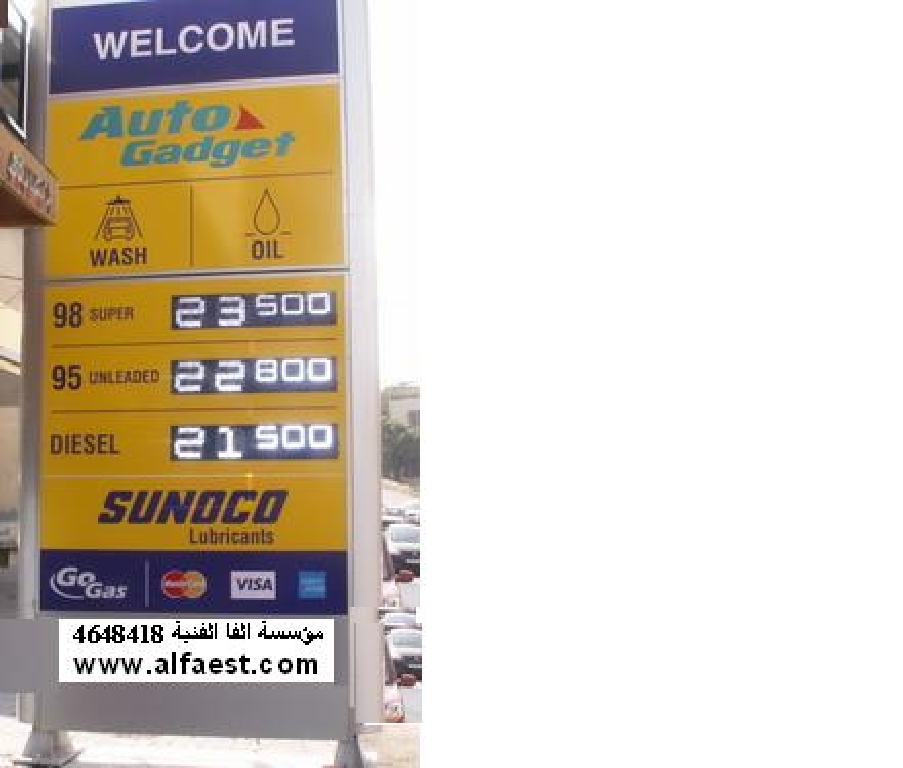 WELCOME
Auto
Gadget
WASH
OIL
98 SUPER 23 500
95 UNLEADED 22 800
DIESEL 21 500
SUNOCO
Lubricants
GoGas MasterCard VISA
مؤسسة الفا الفنية 4648418
www.alfaest.com